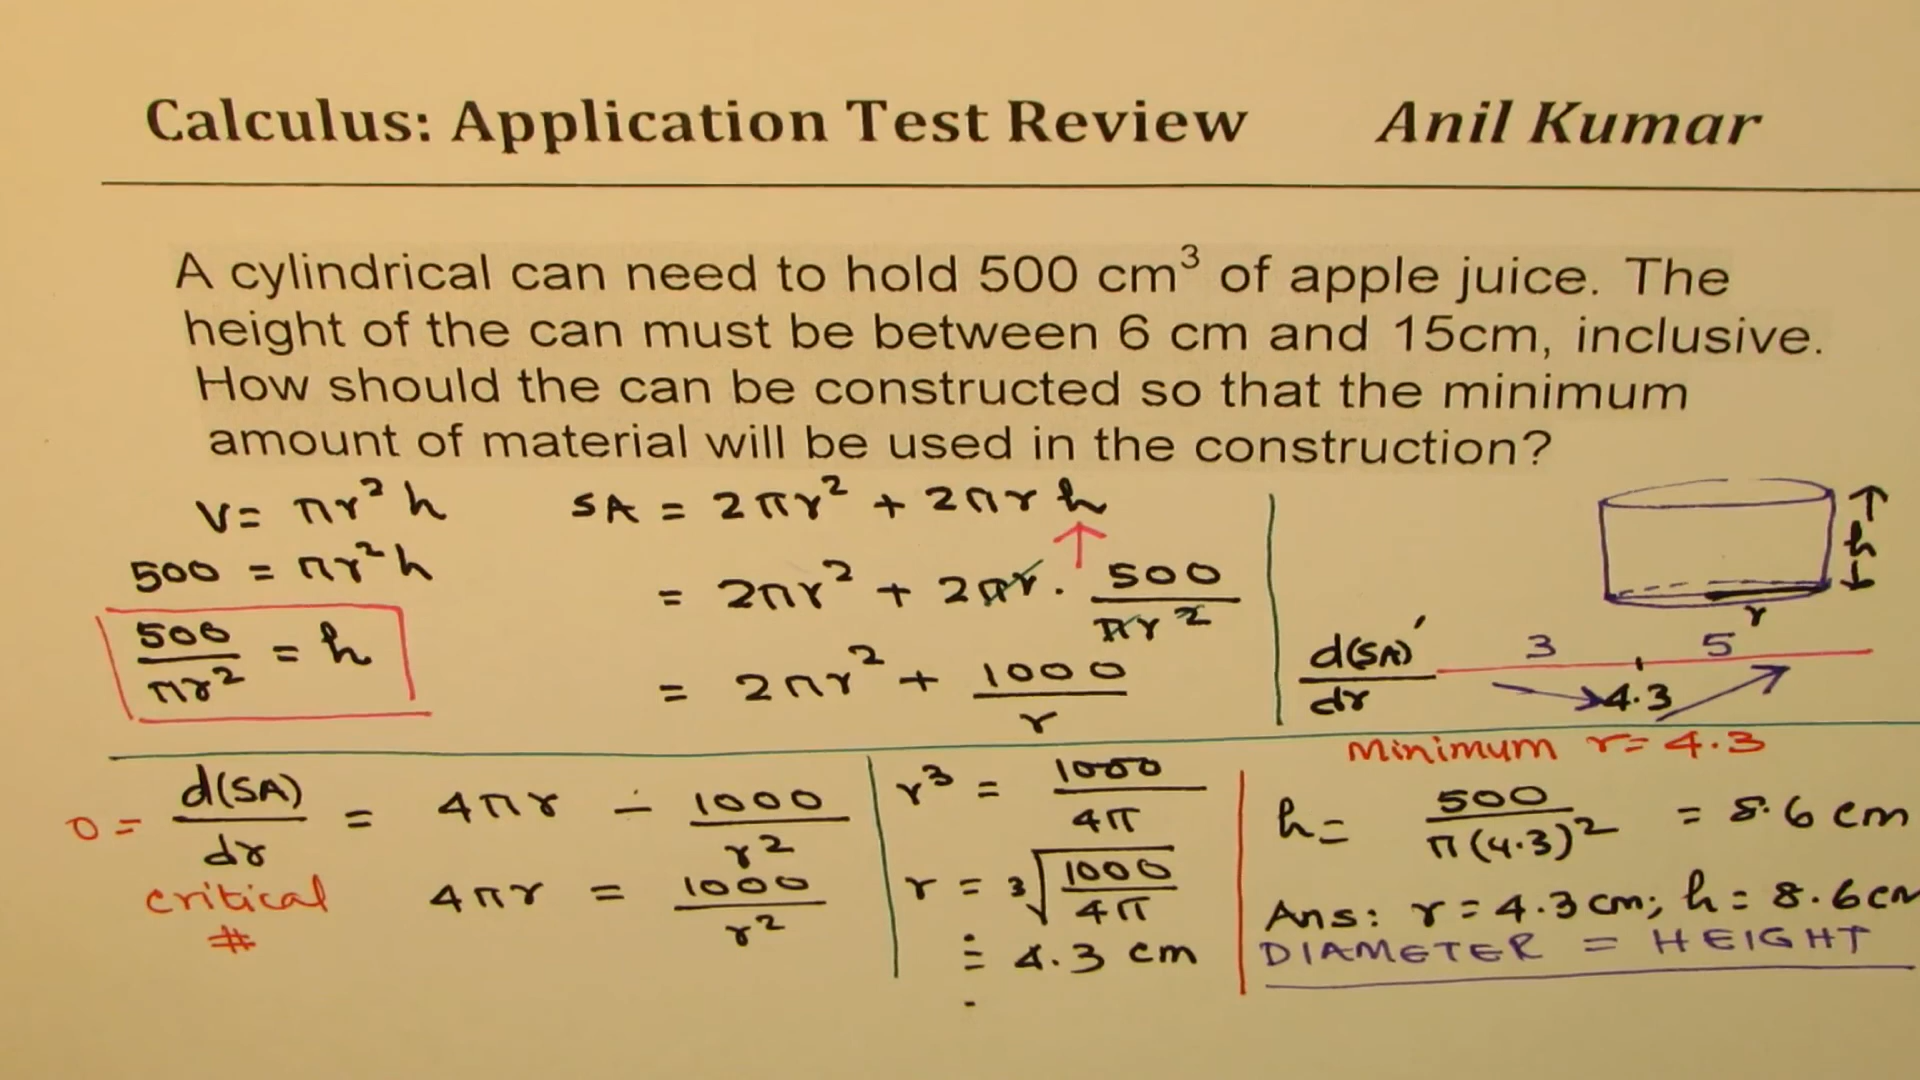 Calculus: Application Test Review Anil Kumar
A cylindrical can need to hold 500 cm³ of apple juice. The
height of the can must be between 6 cm and 15cm, inclusive.
How should the can be constructed so that the minimum
amount of material will be used in the construction?
V = πr²h
500 = πr²h
500/πr² = h
SA = 2πr² + 2πr h
= 2πr² + 2πr · 500/πr²
= 2πr² + 1000/r
h
r
d(SA)'/dr 3 5
4.3
Minimum r = 4.3
0 = d(SA)/dr = 4πr - 1000/r²
critical #
4πr = 1000/r²
r³ = 1000/4π
r = ³√(1000/4π)
≐ 4.3 cm
h = 500/π(4.3)² = 8.6 cm
Ans: r = 4.3 cm; h = 8.6 cm
DIAMETER = HEIGHT